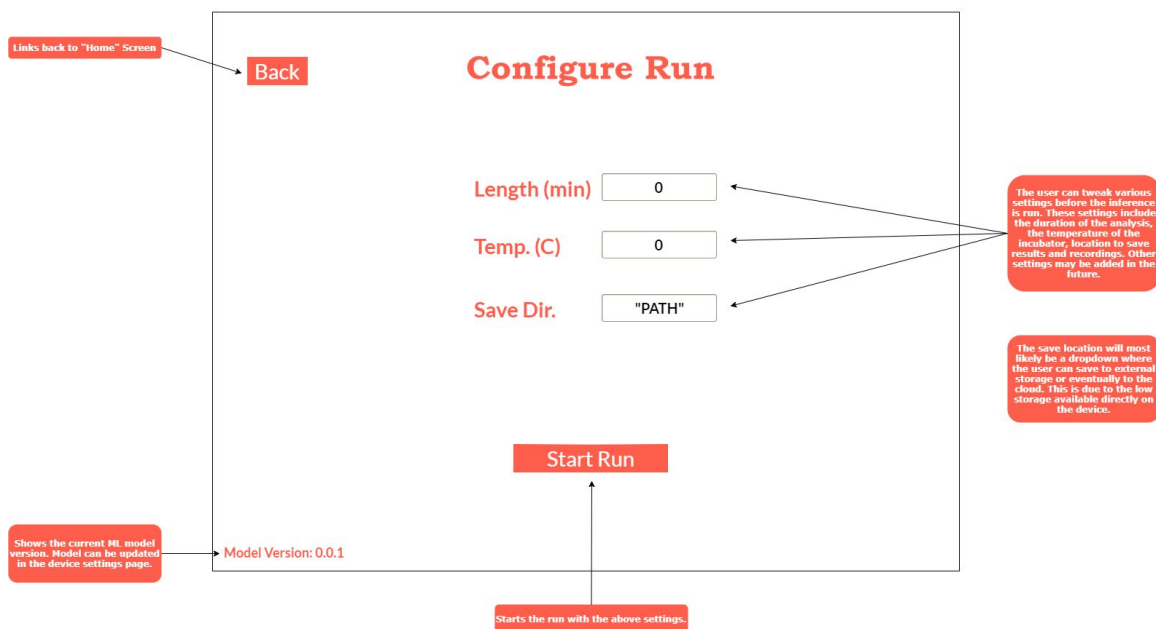 Links back to "Home" Screen
Back
Configure Run
Length (min)
0
Temp. (C)
0
Save Dir.
"PATH"
The user can tweak various
settings before the inference
is run. These settings include
the duration of the analysis,
the temperature of the
incubator, location to save
results and recordings. Other
settings may be added in the
future.
The save location will most
likely be a dropdown where
the user can save to external
storage or eventually to the
cloud. This is due to the low
storage available directly on
the device.
Start Run
Shows the current ML model
version. Model can be updated
in the device settings page.
Model Version: 0.0.1
Starts the run with the above settings.